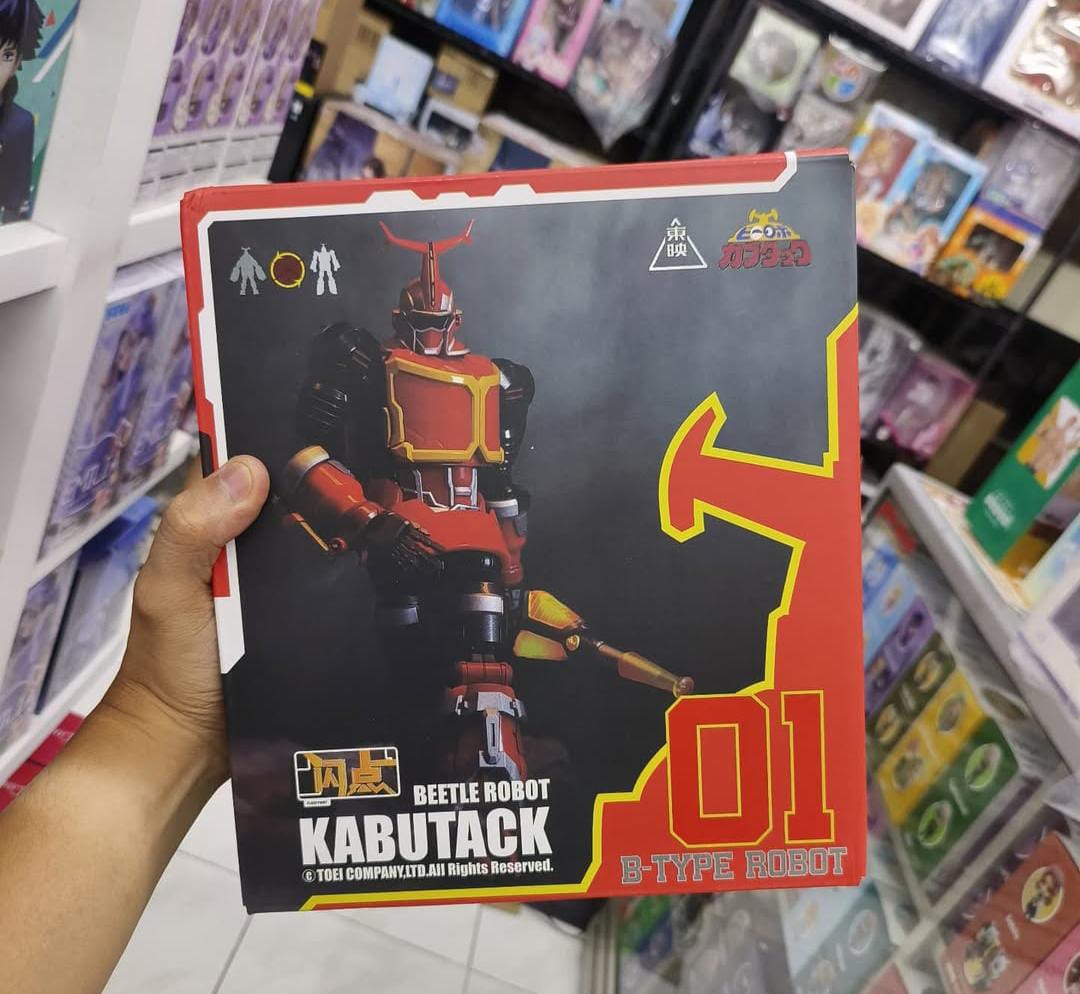 東映
ビーロボ
カブタック
闪点
BEETLE ROBOT
KABUTACK
© TOEI COMPANY,LTD.All Rights Reserved.
01
B-TYPE ROBOT